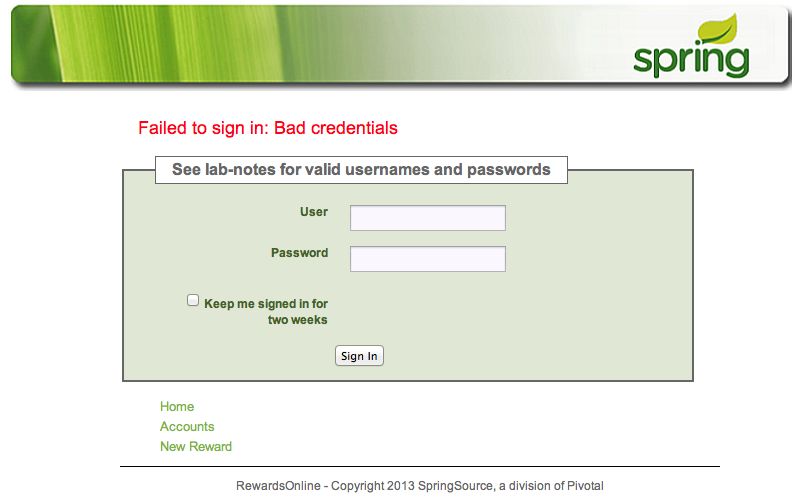 spring
Failed to sign in: Bad credentials
See lab-notes for valid usernames and passwords
User
Password
Keep me signed in for
two weeks
Sign In
Home
Accounts
New Reward
RewardsOnline - Copyright 2013 SpringSource, a division of Pivotal